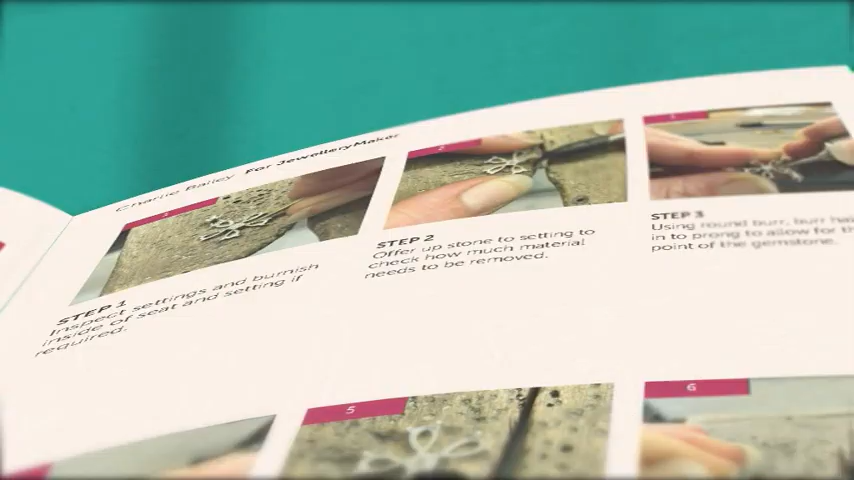 Charlie Bailey For JewelleryMaker
STEP 1
Inspect settings and burnish
inside of seat and setting if
required.
2
STEP 2
Offer up stone to setting to
check how much material
needs to be removed.
STEP 3
Using round burr, burr
in to prong to allow for
point of the gemstone.
5
6